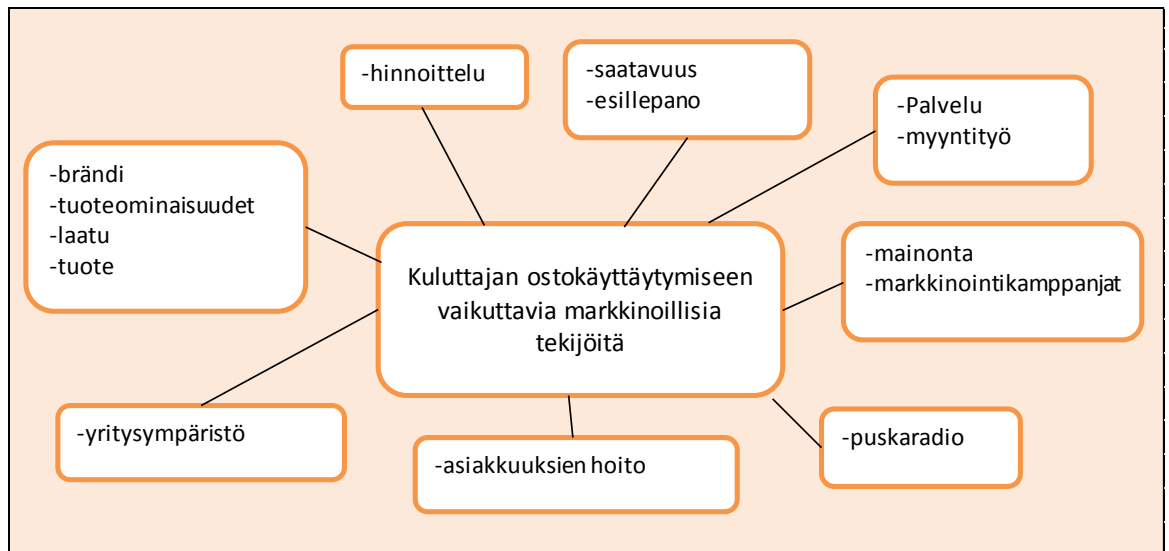 -hinnoittelu
-saatavuus
-esillepano
-Palvelu
-myyntityö
-brändi
-tuoteominaisuudet
-laatu
-tuote
Kuluttajan ostokäyttäytymiseen
vaikuttavia markkinoillisia
tekijöitä
-mainonta
-markkinointikamppanjat
-yritysympäristö
-asiakkuuksien hoito
-puskaradio